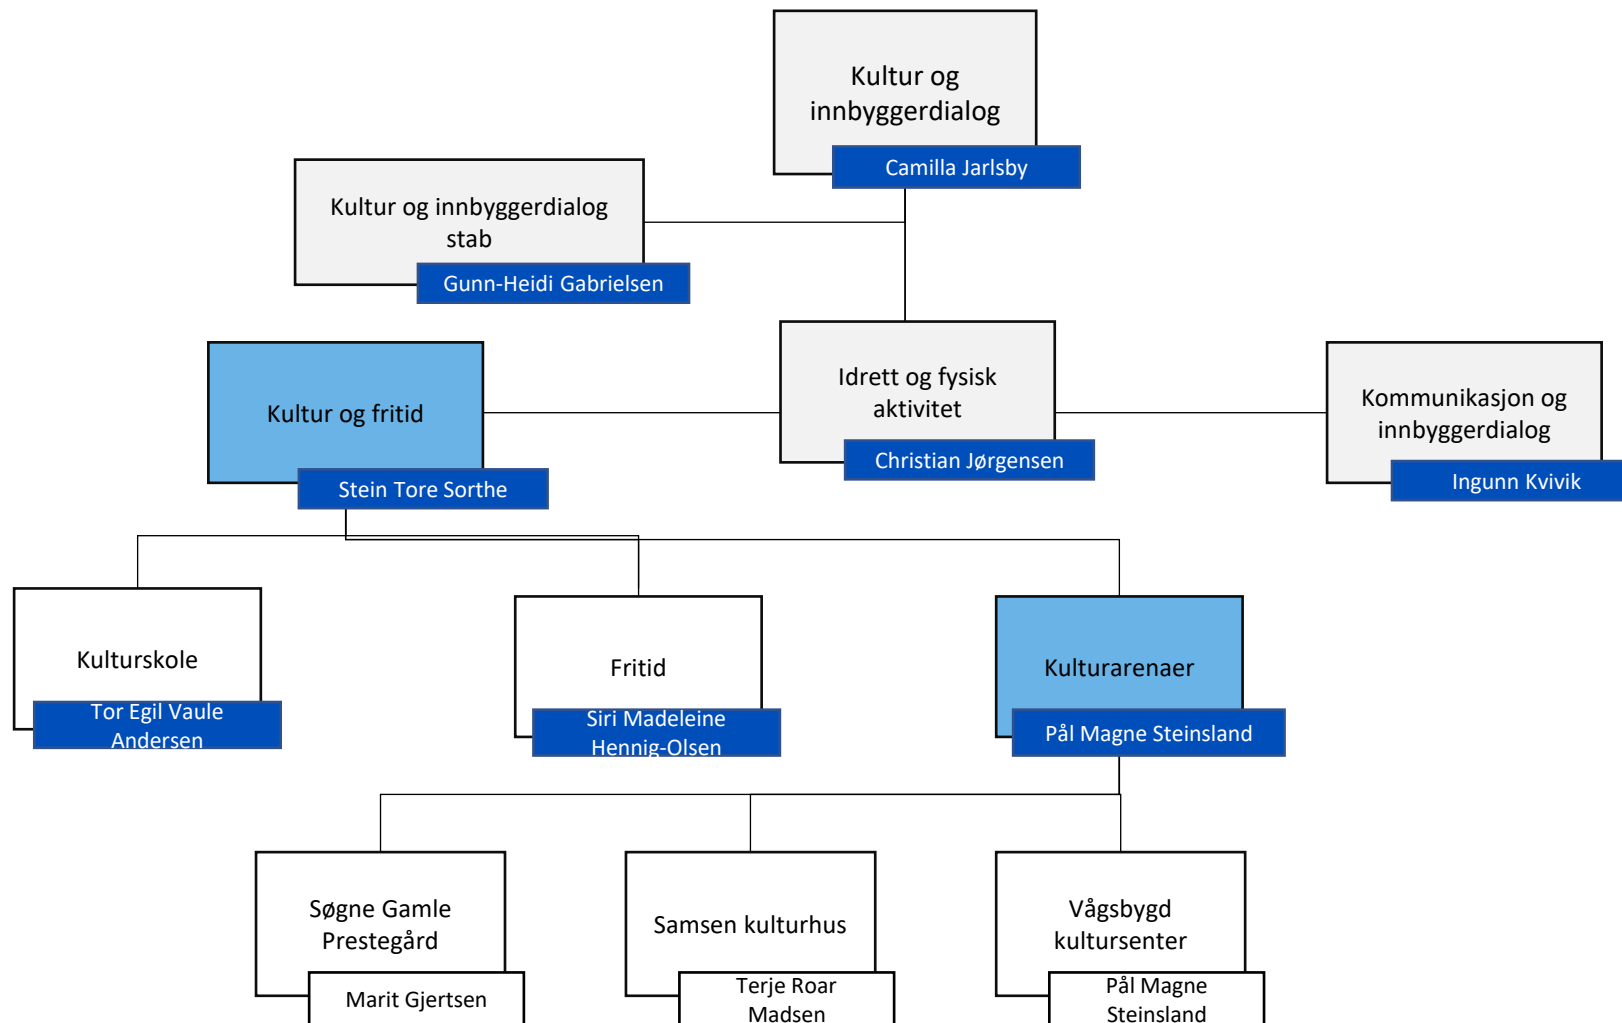 Kultur og
innbyggerdialog
Camilla Jarlsby
Kultur og innbyggerdialog
stab
Gunn-Heidi Gabrielsen
Kultur og fritid
Stein Tore Sorthe
Idrett og fysisk
aktivitet
Christian Jørgensen
Kommunikasjon og
innbyggerdialog
Ingunn Kvivik
Kulturskole
Tor Egil Vaule
Andersen
Fritid
Siri Madeleine
Hennig-Olsen
Kulturarenaer
Pål Magne Steinsland
Søgne Gamle
Prestegård
Marit Gjertsen
Samsen kulturhus
Terje Roar
Madsen
Vågsbygd
kultursenter
Pål Magne
Steinsland